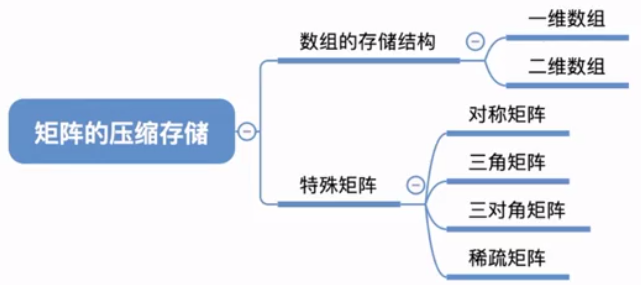 矩阵的压缩存储
数组的存储结构
一维数组
二维数组
特殊矩阵
对称矩阵
三角矩阵
三对角矩阵
稀疏矩阵